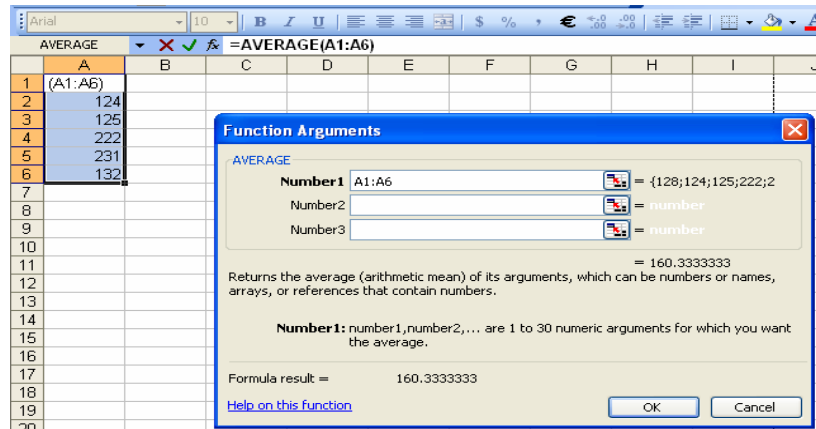 Arial 10 B I U $ % , €
AVERAGE fx =AVERAGE(A1:A6)
A B C D E F G H I
1 (A1:A6)
2 124
3 125
4 222
5 231
6 132
7
8
9
10
11
12
13
14
15
16
17
18
19
20
Function Arguments
AVERAGE
Number1 A1:A6 = {128;124;125;222;2
Number2 = number
Number3 = number
= 160.3333333
Returns the average (arithmetic mean) of its arguments, which can be numbers or names,
arrays, or references that contain numbers.
Number1: number1,number2,... are 1 to 30 numeric arguments for which you want
the average.
Formula result = 160.3333333
Help on this function OK Cancel